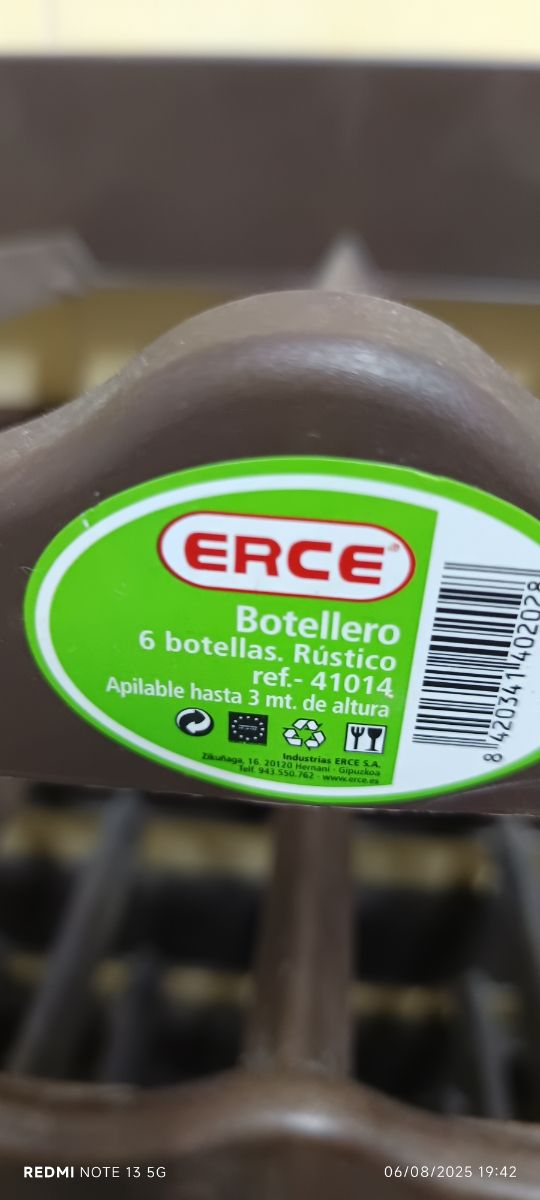 ERCE®
Botellero
6 botellas. Rústico
ref.- 41014
Apilable hasta 3 mt. de altura
Industrias ERCE S.A.
Zikuñaga, 16. 20120 Hernani - Gipuzkoa
Telf. 943.550.762 - www.erce.es
8 420341 402028
REDMI NOTE 13 5G
06/08/2025 19:42